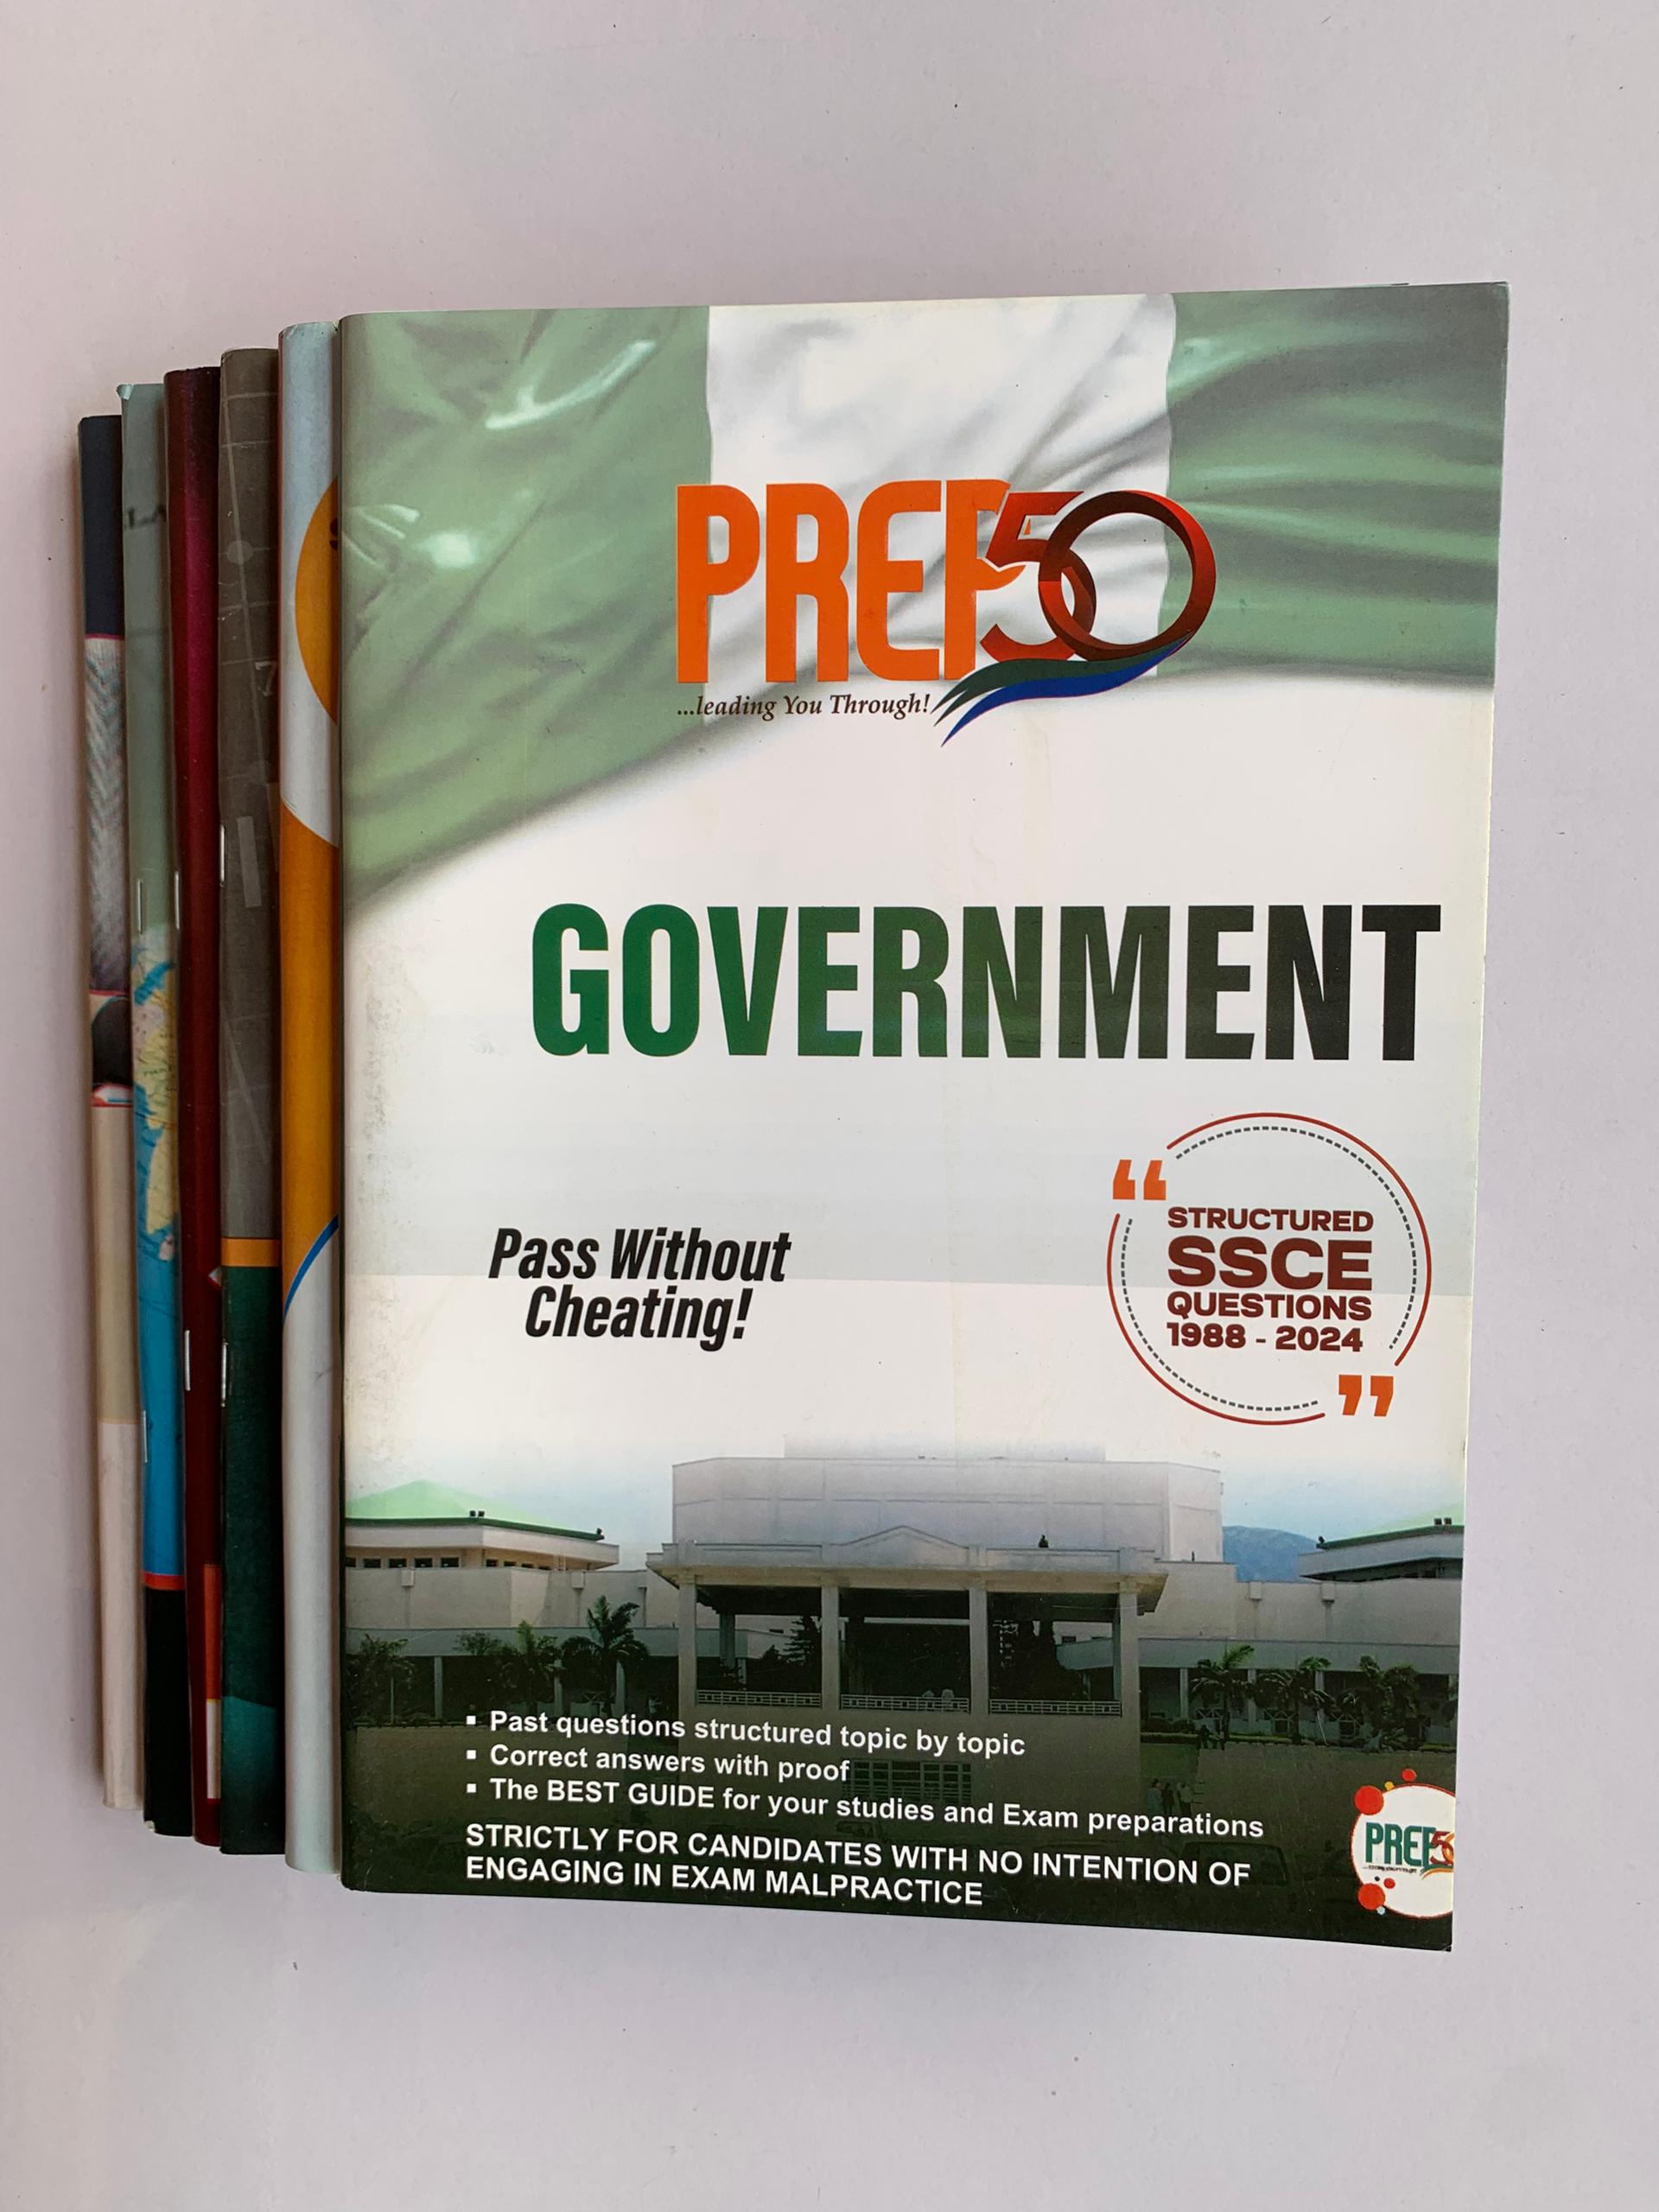 PREP50
...leading You Through!
GOVERNMENT
Pass Without
Cheating!
“
STRUCTURED
SSCE
QUESTIONS
1988 - 2024
”
▪ Past questions structured topic by topic
▪ Correct answers with proof
▪ The BEST GUIDE for your studies and Exam preparations
STRICTLY FOR CANDIDATES WITH NO INTENTION OF
ENGAGING IN EXAM MALPRACTICE
PREP50
7